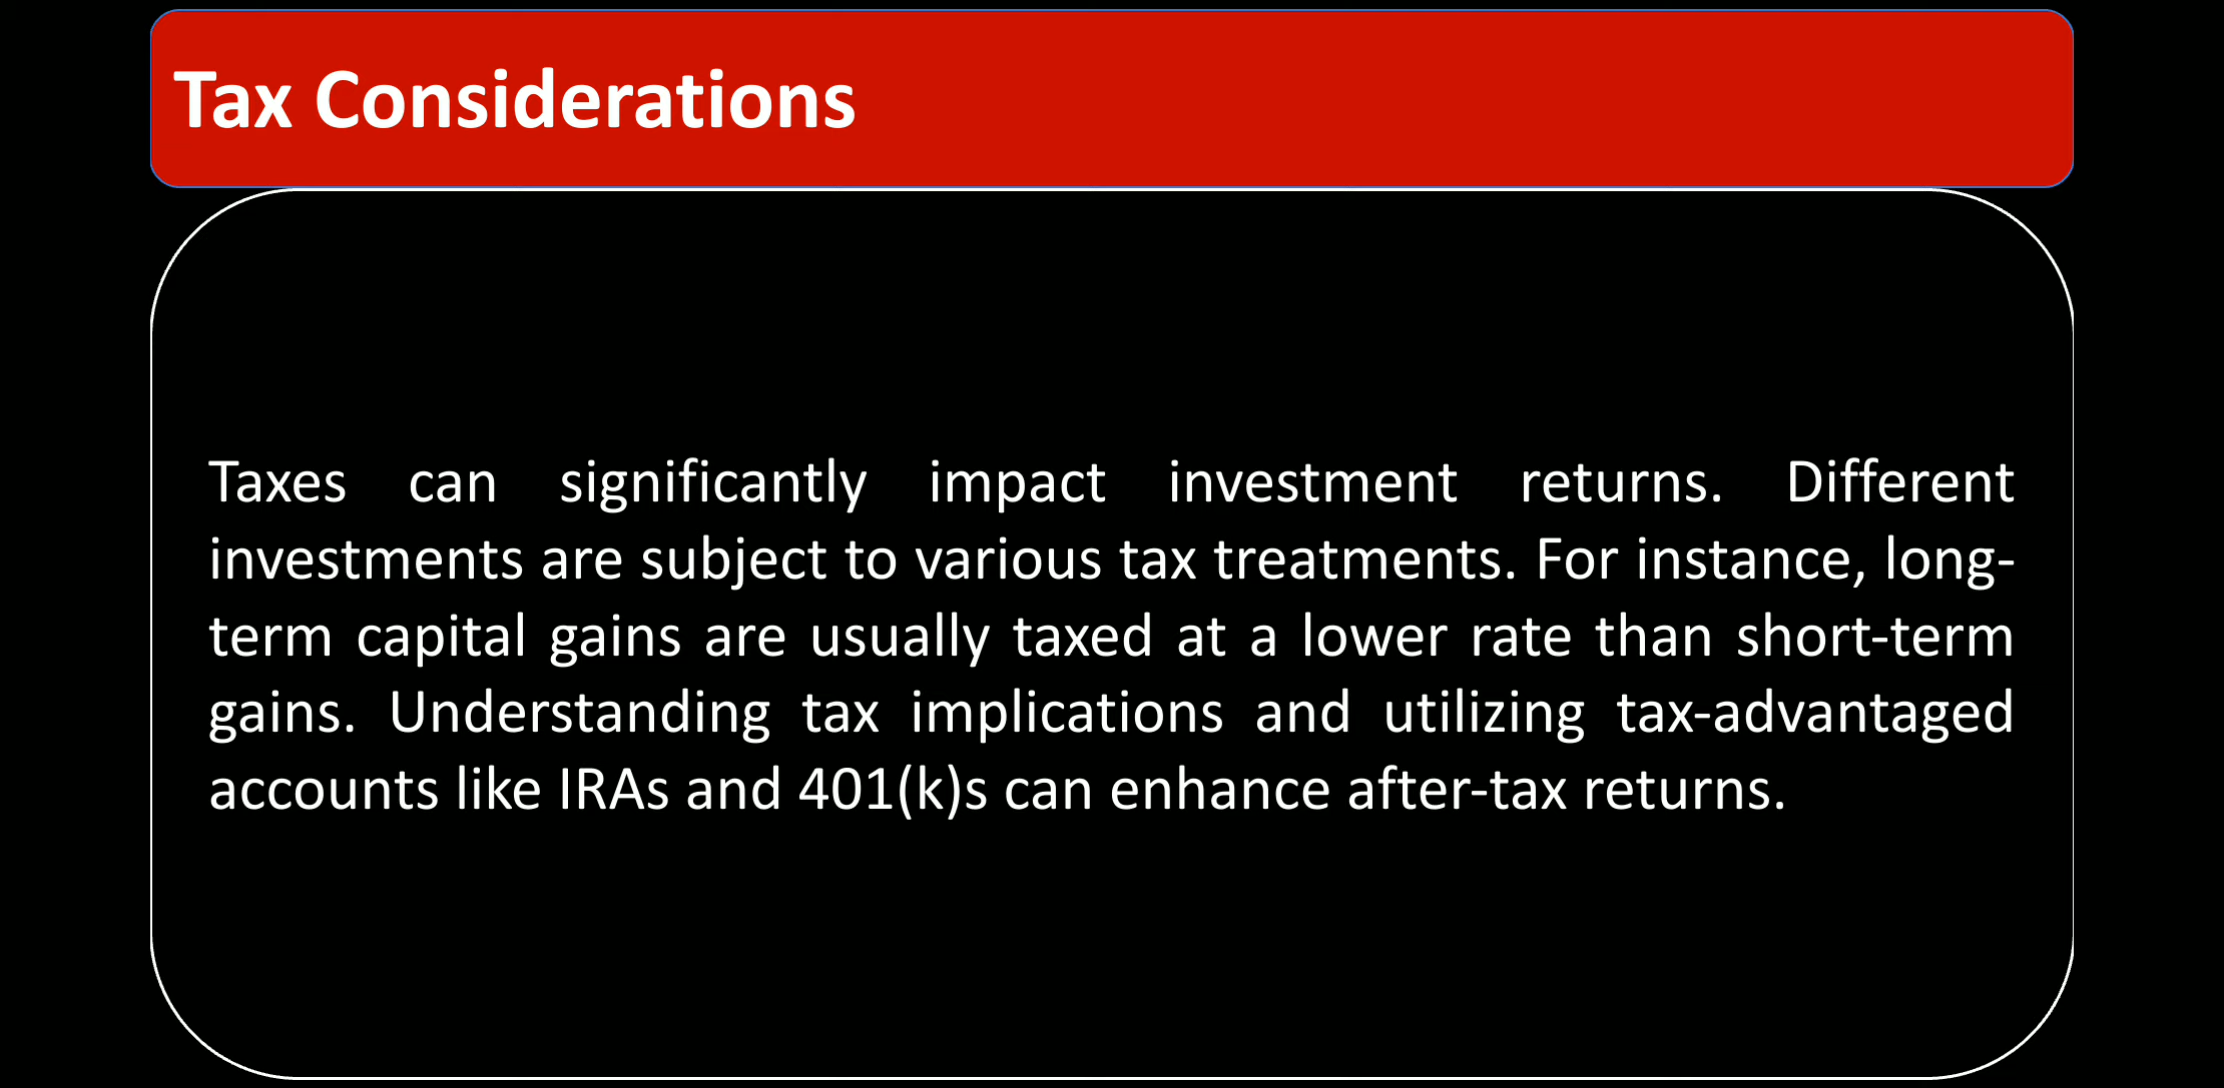 Tax Considerations
Taxes can significantly impact investment returns. Different
investments are subject to various tax treatments. For instance, long-
term capital gains are usually taxed at a lower rate than short-term
gains. Understanding tax implications and utilizing tax-advantaged
accounts like IRAs and 401(k)s can enhance after-tax returns.